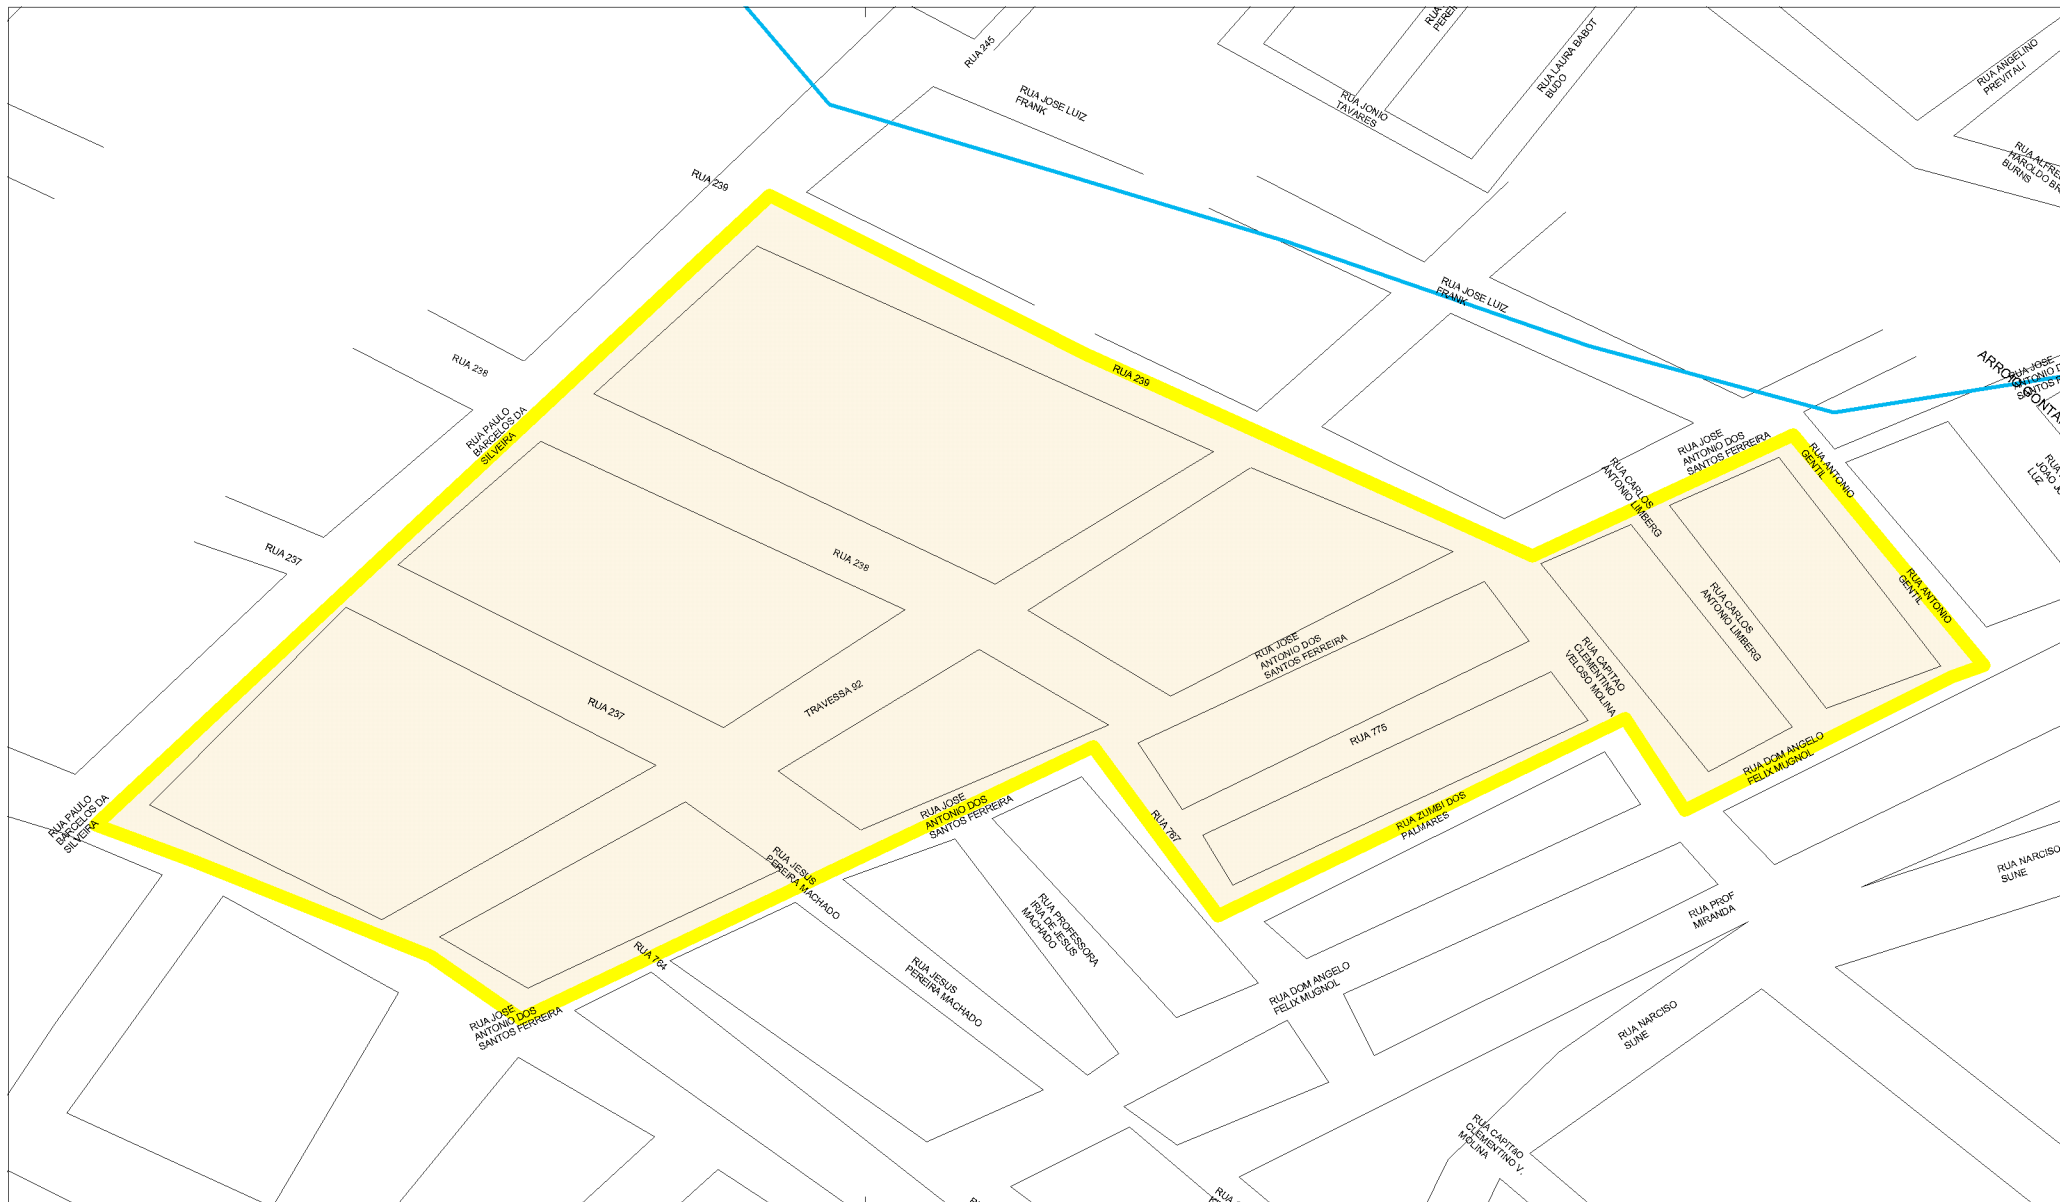 RUA 245
RUA JOSE LUIZ
FRANK
RUA JONIO
TAVARES
RUA LAURA BABOT
BUDO
RUA ANGELINO
PREVITALI
HAROLDO
BURNS
RUA 239
RUA JOSE LUIZ
FRANK
RUA 238
RUA 239
RUA JOSE
ANTONIO
RUA PAULO
BARCELOS DA
SILVEIRA
RUA JOSE
ANTONIO DOS
SANTOS FERREIRA
RUA ANTONIO
GENTIL
RUA CARLOS
ANTONIO LIMBERG
LUZ
RUA 237
RUA 238
RUA ANTONIO
GENTIL
RUA CARLOS
ANTONIO LIMBERG
RUA JOSE
ANTONIO DOS
SANTOS FERREIRA
RUA CAPITAO
CLEMENTINO
VELOSO MOLINA
RUA 237
TRAVESSA 92
RUA 775
RUA DOM ANGELO
FELIX MUGNOL
RUA PAULO
BARCELOS DA
SILVEIRA
RUA JOSE
ANTONIO DOS
SANTOS FERREIRA
RUA 767
RUA ZUMBI DOS
PALMARES
RUA JESUS
PEREIRA MACHADO
RUA NARCISO
SUNE
RUA PROFESSORA
IRIA DE JESUS
MACHADO
RUA PROF
MIRANDA
RUA 764
RUA JESUS
PEREIRA MACHADO
RUA DOM ANGELO
FELIX MUGNOL
RUA JOSE
ANTONIO DOS
SANTOS FERREIRA
RUA NARCISO
SUNE
CLEMENTINO V.
MOLINA